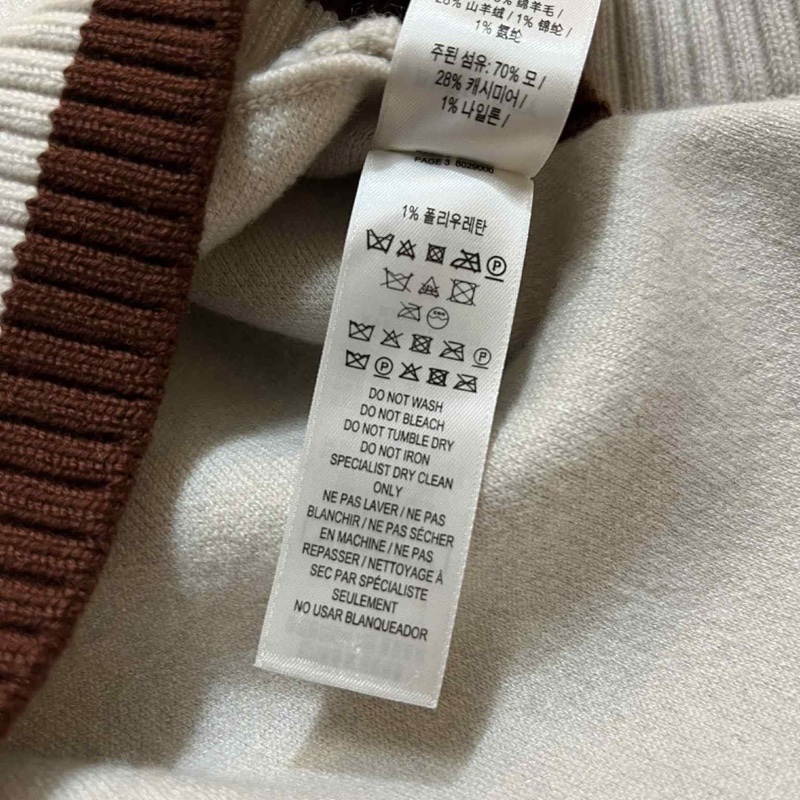 28% 山羊绒 / 1% 锦纶 /
1% 氨纶
주된 섬유: 70% 모 /
28% 캐시미어 /
1% 나일론 /
PAGE 3 8029000
1% 폴리우레탄
P
P
P
DO NOT WASH
DO NOT BLEACH
DO NOT TUMBLE DRY
DO NOT IRON
SPECIALIST DRY CLEAN
ONLY
NE PAS LAVER / NE PAS
BLANCHIR / NE PAS SÉCHER
EN MACHINE / NE PAS
REPASSER / NETTOYAGE À
SEC PAR SPÉCIALISTE
SEULEMENT
NO USAR BLANQUEADOR